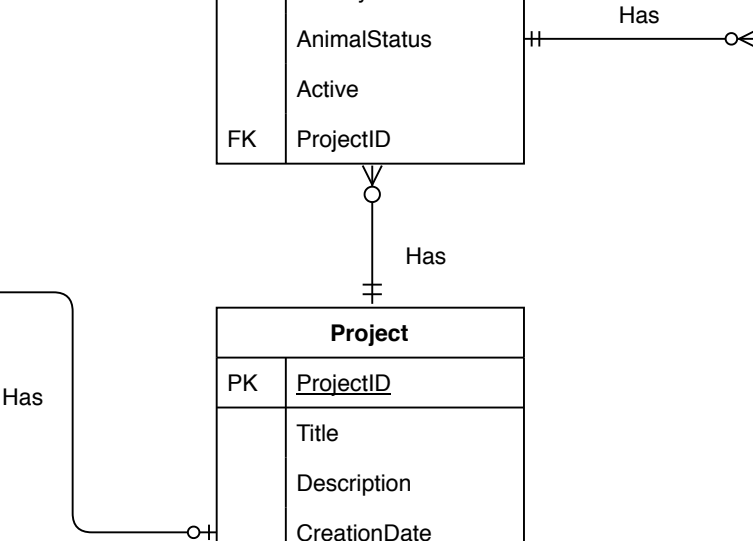 Has
AnimalStatus
Active
FK ProjectID
Has
Project
PK ProjectID
Has
Title
Description
CreationDate